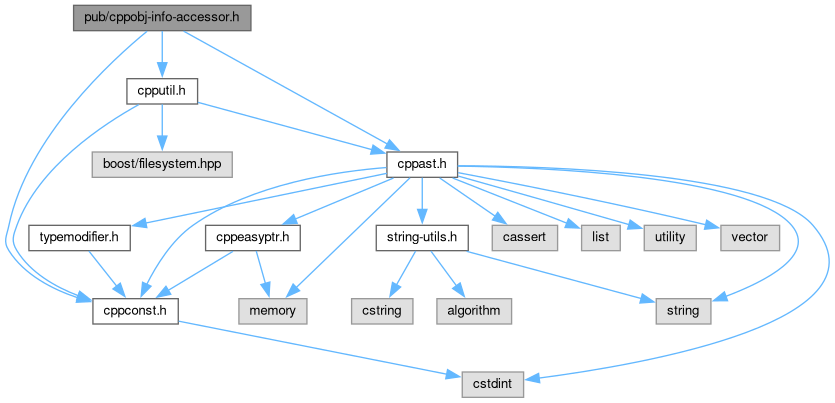 pub/cppobj-info-accessor.h
cpputil.h
boost/filesystem.hpp
cppast.h
typemodifier.h
cppeasyptr.h
string-utils.h
cassert
list
utility
vector
cppconst.h
memory
cstring
algorithm
string
cstdint